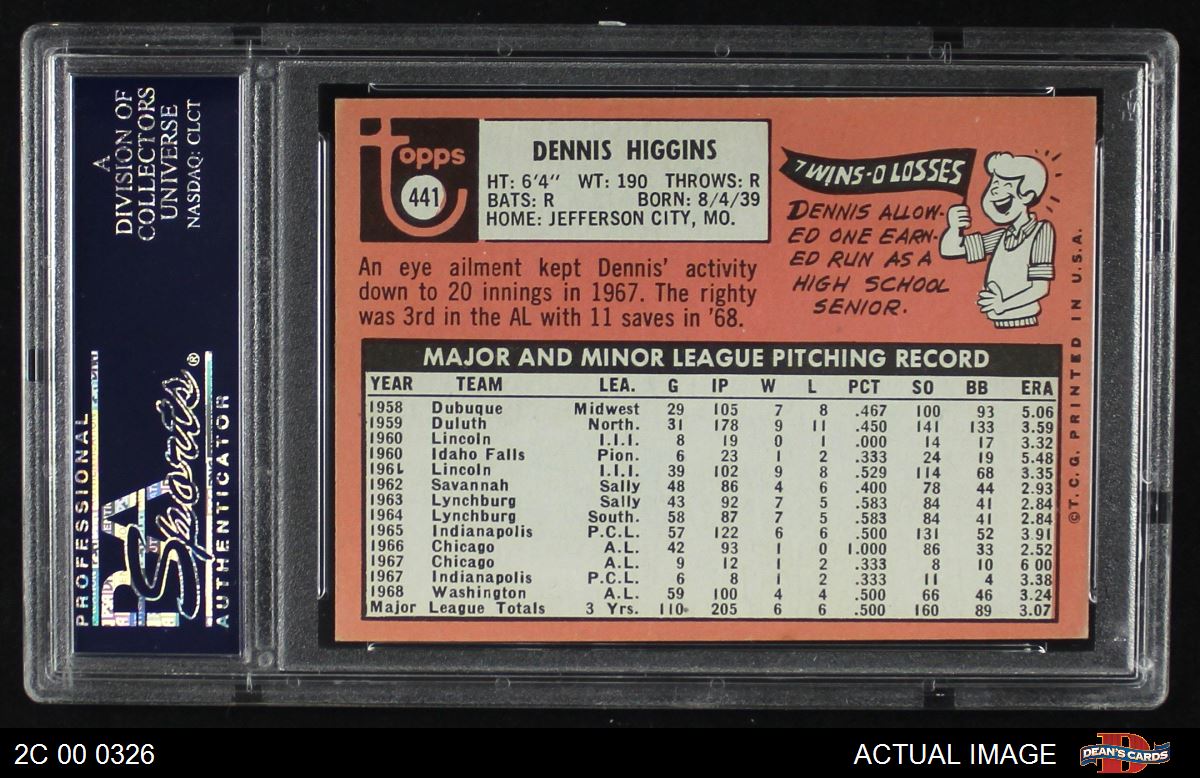 A
DIVISION OF
COLLECTORS
UNIVERSE
NASDAQ: CLCT
PROFESSIONAL
PSA
Sports®
AUTHENTICATOR
topps
441
DENNIS HIGGINS
HT: 6'4" WT: 190 THROWS: R
BATS: R BORN: 8/4/39
HOME: JEFFERSON CITY, MO.
An eye ailment kept Dennis' activity
down to 20 innings in 1967. The righty
was 3rd in the AL with 11 saves in '68.
7 WINS-0 LOSSES
DENNIS ALLOW-
ED ONE EARN-
ED RUN AS A
HIGH SCHOOL
SENIOR.
MAJOR AND MINOR LEAGUE PITCHING RECORD
YEAR TEAM LEA. G IP W L PCT SO BB ERA
1958 Dubuque Midwest 29 105 7 8 .467 100 93 5.06
1959 Duluth North. 31 178 9 11 .450 141 133 3.59
1960 Lincoln I.I.I. 8 19 0 1 .000 14 17 3.32
1960 Idaho Falls Pion. 6 23 1 2 .333 24 19 5.48
1961 Lincoln I.I.I. 39 102 9 8 .529 114 68 3.35
1962 Savannah Sally 48 86 4 6 .400 78 44 2.93
1963 Lynchburg Sally 43 92 7 5 .583 84 41 2.84
1964 Lynchburg South. 58 87 7 5 .583 84 41 2.84
1965 Indianapolis P.C.L. 57 122 6 6 .500 131 52 3.91
1966 Chicago A.L. 42 93 1 0 1.000 86 33 2.52
1967 Chicago A.L. 9 12 1 2 .333 8 10 6 00
1967 Indianapolis P.C.L. 6 8 1 2 .333 11 4 3.38
1968 Washington A.L. 59 100 4 4 .500 66 46 3.24
Major League Totals 3 Yrs. 110 205 6 6 .500 160 89 3.07
©T.C.G. PRINTED IN U.S.A.
2C 00 0326
ACTUAL IMAGE
DEAN'S CARDS